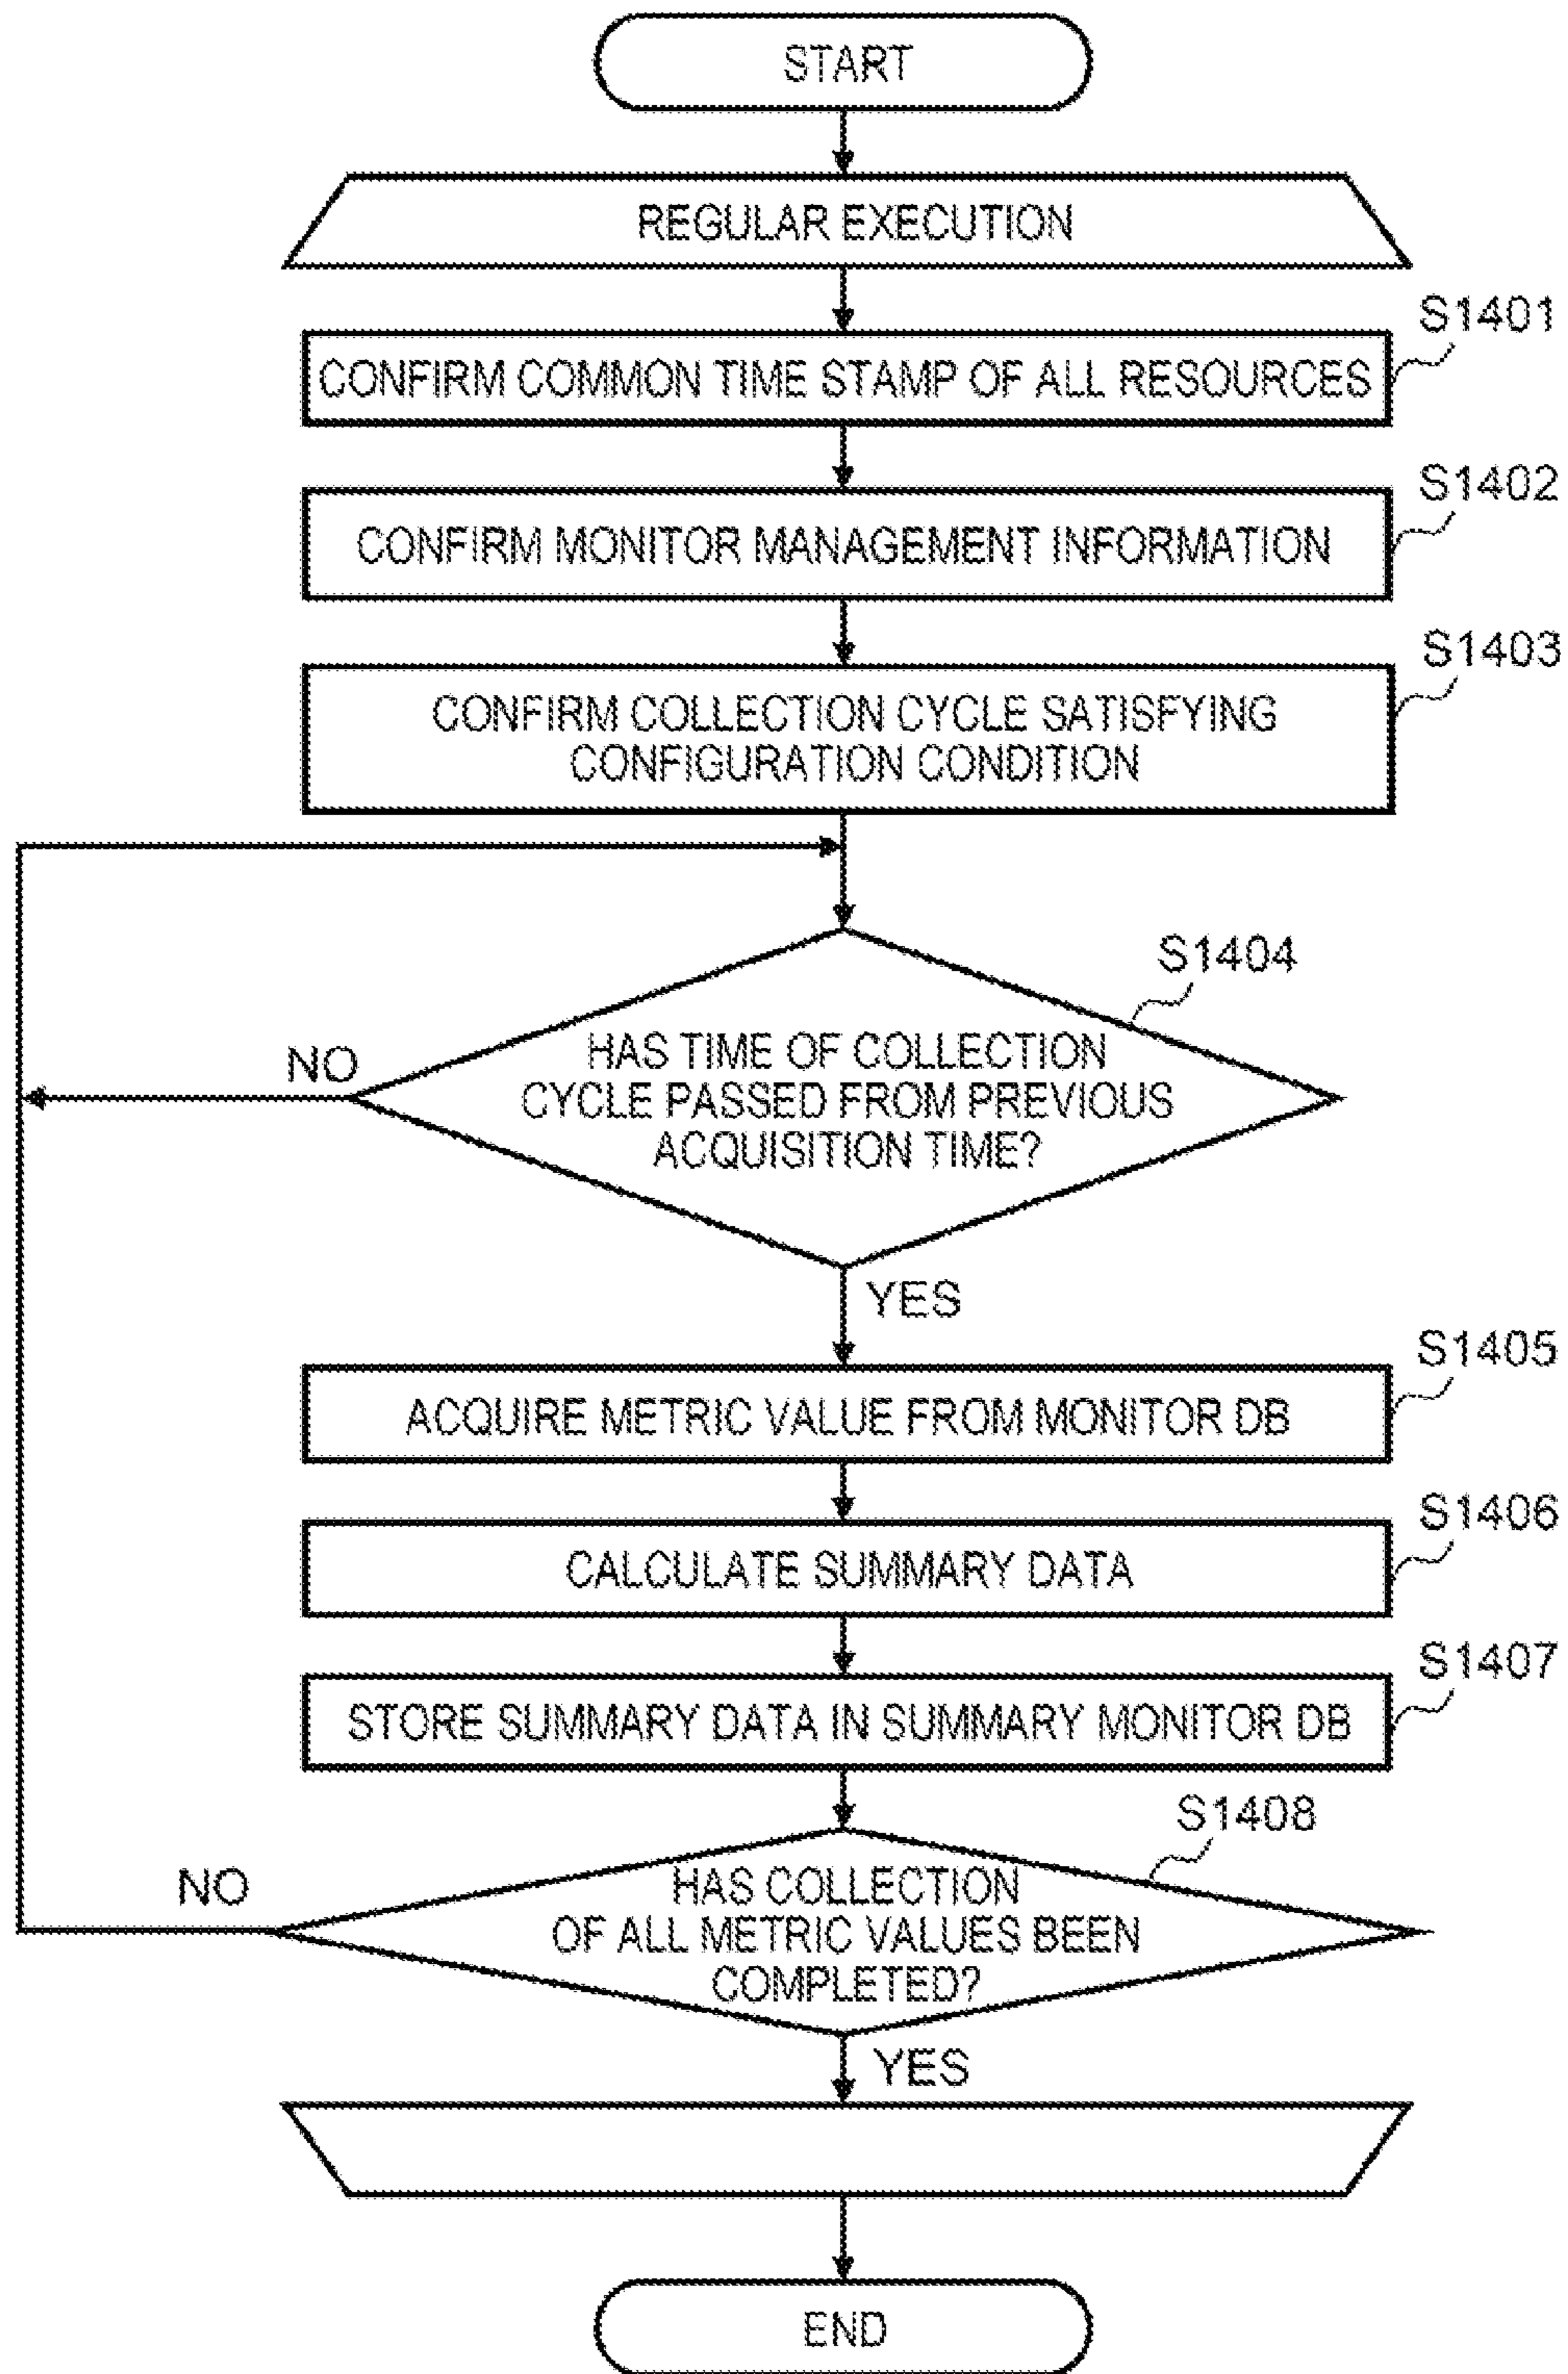 START
REGULAR EXECUTION
S1401
CONFIRM COMMON TIME STAMP OF ALL RESOURCES
S1402
CONFIRM MONITOR MANAGEMENT INFORMATION
S1403
CONFIRM COLLECTION CYCLE SATISFYING
CONFIGURATION CONDITION
S1404
HAS TIME OF COLLECTION
CYCLE PASSED FROM PREVIOUS
ACQUISITION TIME?
NO
YES
S1405
ACQUIRE METRIC VALUE FROM MONITOR DB
S1406
CALCULATE SUMMARY DATA
S1407
STORE SUMMARY DATA IN SUMMARY MONITOR DB
S1408
HAS COLLECTION
OF ALL METRIC VALUES BEEN
COMPLETED?
NO
YES
END